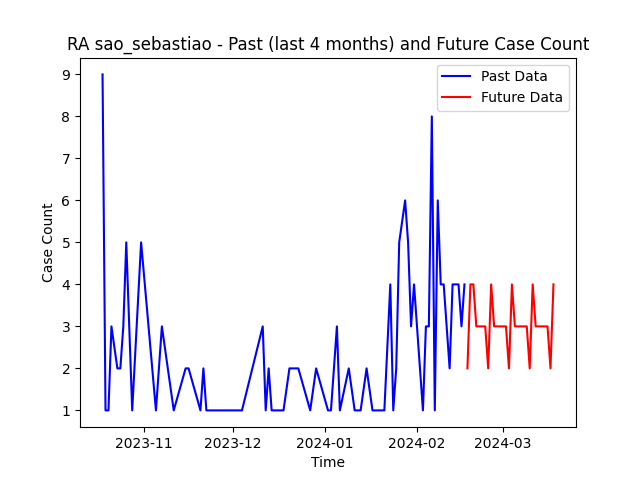 RA sao_sebastiao - Past (last 4 months) and Future Case Count
Past Data
Future Data
9
8
7
6
5
4
3
2
1
Case Count
2023-11 2023-12 2024-01 2024-02 2024-03
Time